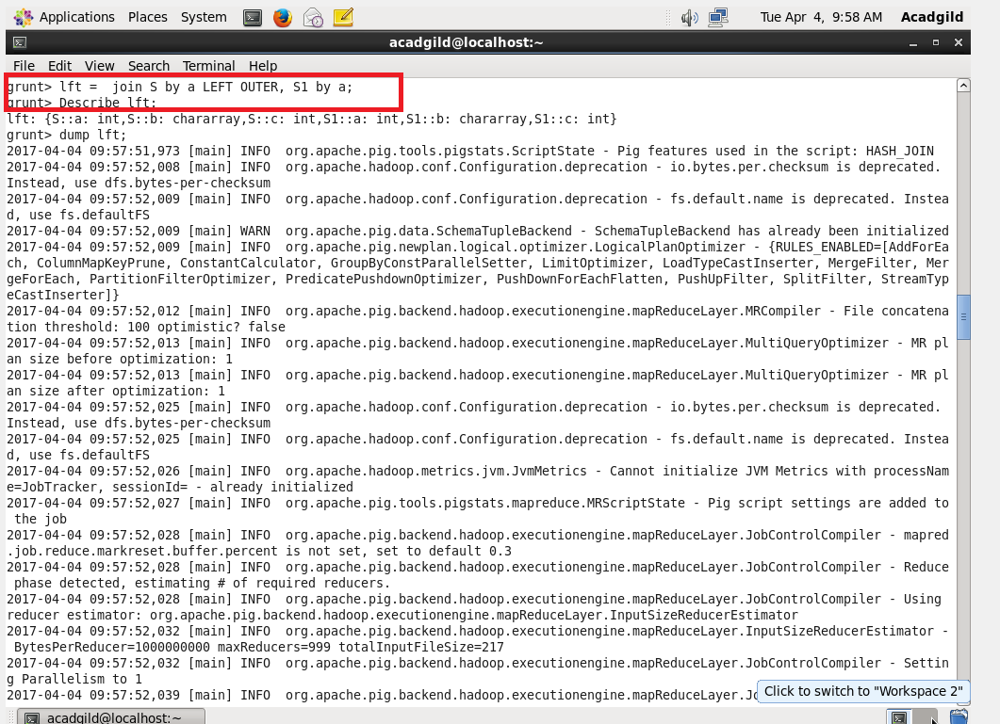 Applications Places System Tue Apr 4, 9:58 AM Acadgild
acadgild@localhost:~
File Edit View Search Terminal Help
grunt> lft =  join S by a LEFT OUTER, S1 by a;
grunt> Describe lft;
lft: {S::a: int,S::b: chararray,S::c: int,S1::a: int,S1::b: chararray,S1::c: int}
grunt> dump lft;
2017-04-04 09:57:51,973 [main] INFO  org.apache.pig.tools.pigstats.ScriptState - Pig features used in the script: HASH_JOIN
2017-04-04 09:57:52,008 [main] INFO  org.apache.hadoop.conf.Configuration.deprecation - io.bytes.per.checksum is deprecated.
Instead, use dfs.bytes-per-checksum
2017-04-04 09:57:52,009 [main] INFO  org.apache.hadoop.conf.Configuration.deprecation - fs.default.name is deprecated. Instea
d, use fs.defaultFS
2017-04-04 09:57:52,009 [main] WARN  org.apache.pig.data.SchemaTupleBackend - SchemaTupleBackend has already been initialized
2017-04-04 09:57:52,009 [main] INFO  org.apache.pig.newplan.logical.optimizer.LogicalPlanOptimizer - {RULES_ENABLED=[AddForEa
ch, ColumnMapKeyPrune, ConstantCalculator, GroupByConstParallelSetter, LimitOptimizer, LoadTypeCastInserter, MergeFilter, Mer
geForEach, PartitionFilterOptimizer, PredicatePushdownOptimizer, PushDownForEachFlatten, PushUpFilter, SplitFilter, StreamTyp
eCastInserter]}
2017-04-04 09:57:52,012 [main] INFO  org.apache.pig.backend.hadoop.executionengine.mapReduceLayer.MRCompiler - File concatena
tion threshold: 100 optimistic? false
2017-04-04 09:57:52,013 [main] INFO  org.apache.pig.backend.hadoop.executionengine.mapReduceLayer.MultiQueryOptimizer - MR pl
an size before optimization: 1
2017-04-04 09:57:52,013 [main] INFO  org.apache.pig.backend.hadoop.executionengine.mapReduceLayer.MultiQueryOptimizer - MR pl
an size after optimization: 1
2017-04-04 09:57:52,025 [main] INFO  org.apache.hadoop.conf.Configuration.deprecation - io.bytes.per.checksum is deprecated.
Instead, use dfs.bytes-per-checksum
2017-04-04 09:57:52,025 [main] INFO  org.apache.hadoop.conf.Configuration.deprecation - fs.default.name is deprecated. Instea
d, use fs.defaultFS
2017-04-04 09:57:52,026 [main] INFO  org.apache.hadoop.metrics.jvm.JvmMetrics - Cannot initialize JVM Metrics with processNam
e=JobTracker, sessionId= - already initialized
2017-04-04 09:57:52,027 [main] INFO  org.apache.pig.tools.pigstats.mapreduce.MRScriptState - Pig script settings are added to
 the job
2017-04-04 09:57:52,028 [main] INFO  org.apache.pig.backend.hadoop.executionengine.mapReduceLayer.JobControlCompiler - mapred
.job.reduce.markreset.buffer.percent is not set, set to default 0.3
2017-04-04 09:57:52,028 [main] INFO  org.apache.pig.backend.hadoop.executionengine.mapReduceLayer.JobControlCompiler - Reduce
 phase detected, estimating # of required reducers.
2017-04-04 09:57:52,028 [main] INFO  org.apache.pig.backend.hadoop.executionengine.mapReduceLayer.JobControlCompiler - Using
reducer estimator: org.apache.pig.backend.hadoop.executionengine.mapReduceLayer.InputSizeReducerEstimator
2017-04-04 09:57:52,032 [main] INFO  org.apache.pig.backend.hadoop.executionengine.mapReduceLayer.InputSizeReducerEstimator -
 BytesPerReducer=1000000000 maxReducers=999 totalInputFileSize=217
2017-04-04 09:57:52,032 [main] INFO  org.apache.pig.backend.hadoop.executionengine.mapReduceLayer.JobControlCompiler - Settin
g Parallelism to 1
2017-04-04 09:57:52,039 [main] INFO  org.apache.pig.backend.hadoop.executionengine.mapReduceLayer.Jo
Click to switch to "Workspace 2"
acadgild@localhost:~